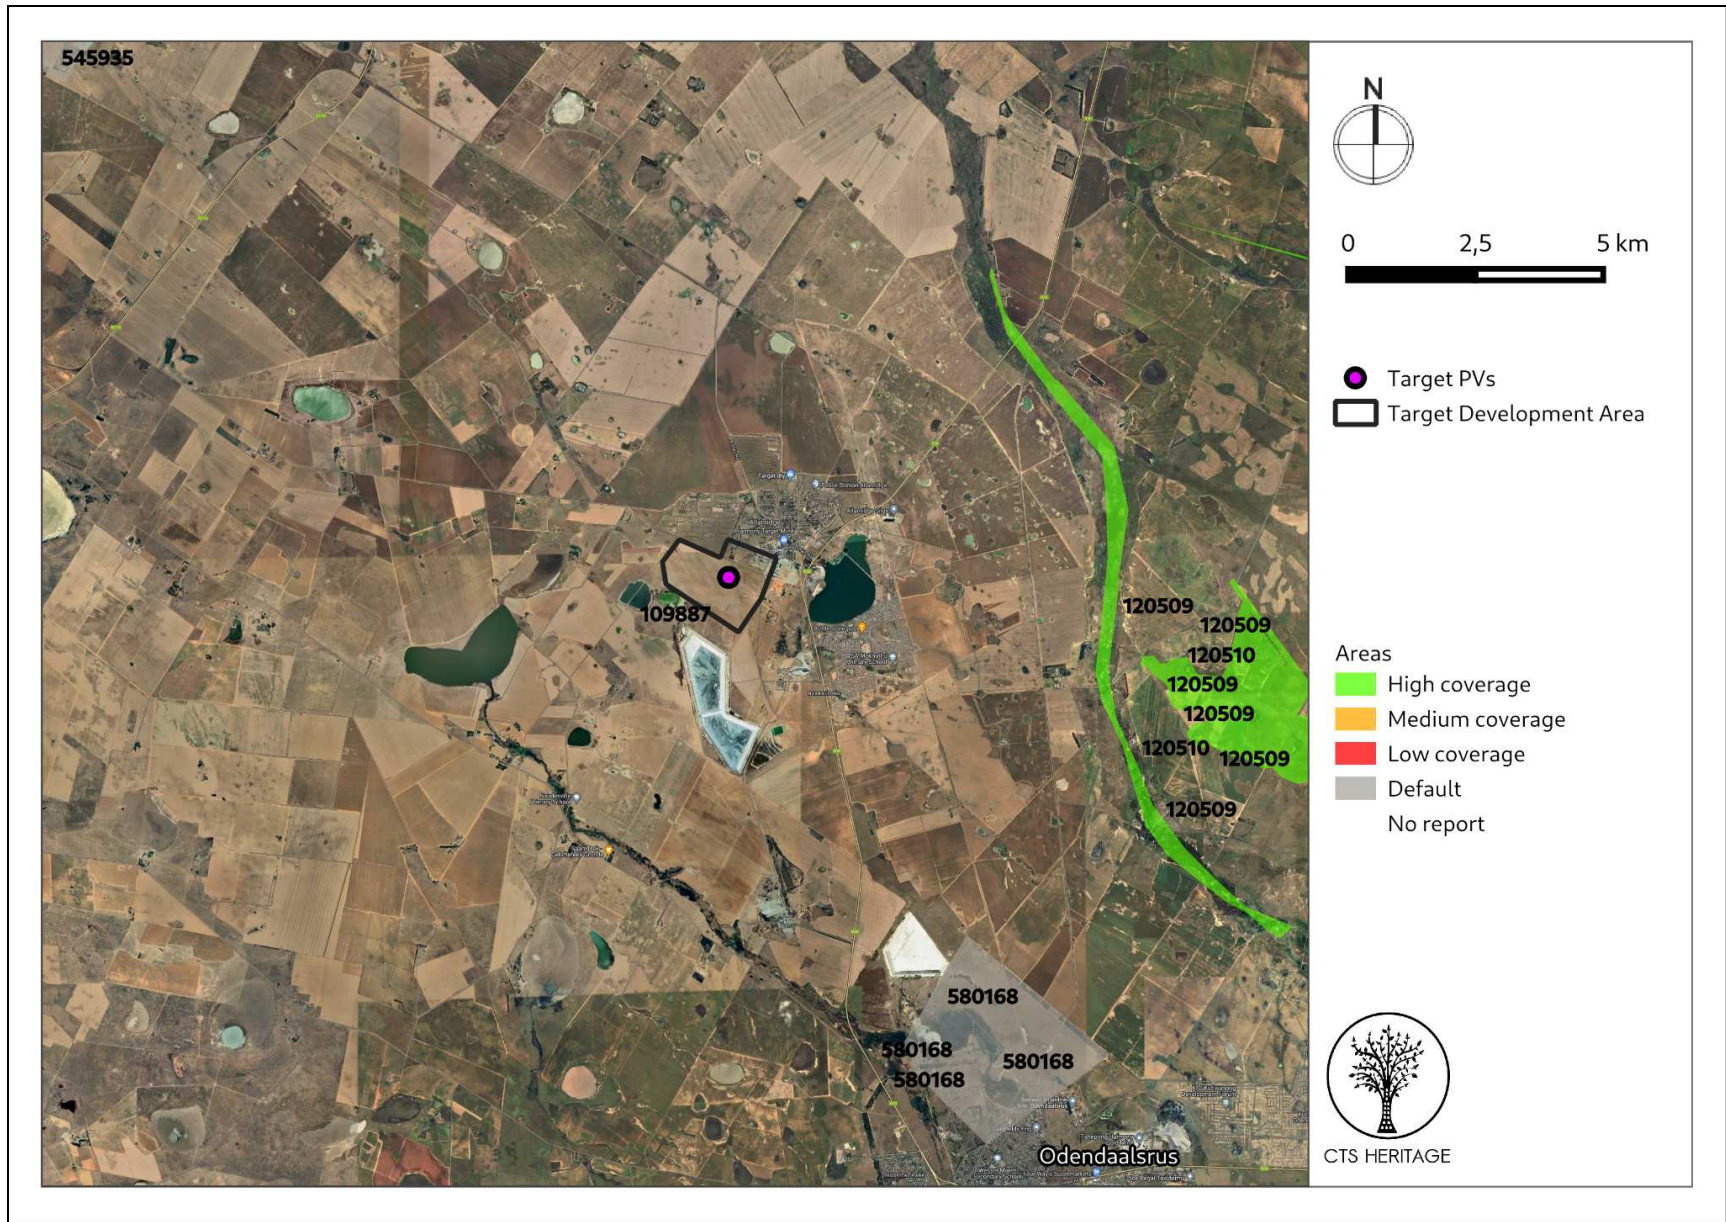 545935
N
0 2,5 5 km
Target PVs
Target Development Area
109887
120509
120509
120510
120509
120509
120510
120509
120509
Areas
High coverage
Medium coverage
Low coverage
Default
No report
580168
580168
580168
580168
Odendaalsrus
CTS HERITAGE